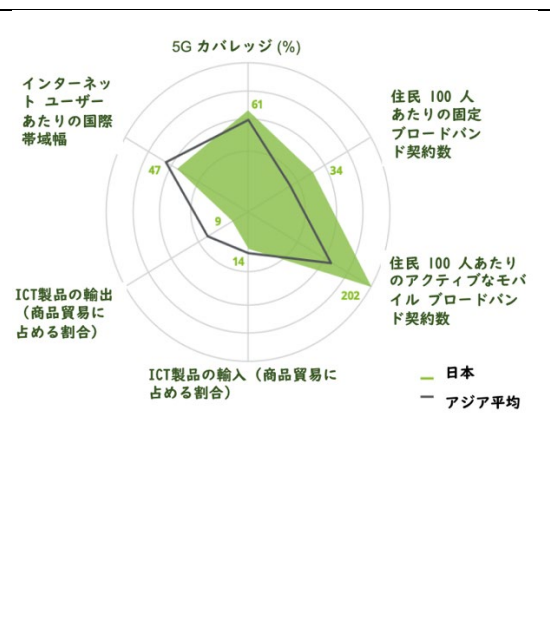 5G カバレッジ (%)
インターネッ
ト ユーザー
あたりの国際
帯域幅
住民 100 人
あたりの固定
ブロードバン
ド契約数
61
34
47
9
14
202
住民 100 人あたり
のアクティブなモバ
イル ブロードバン
ド契約数
ICT製品の輸出
（商品貿易に
占める割合）
ICT製品の輸入（商品貿易に
占める割合）
日本
アジア平均